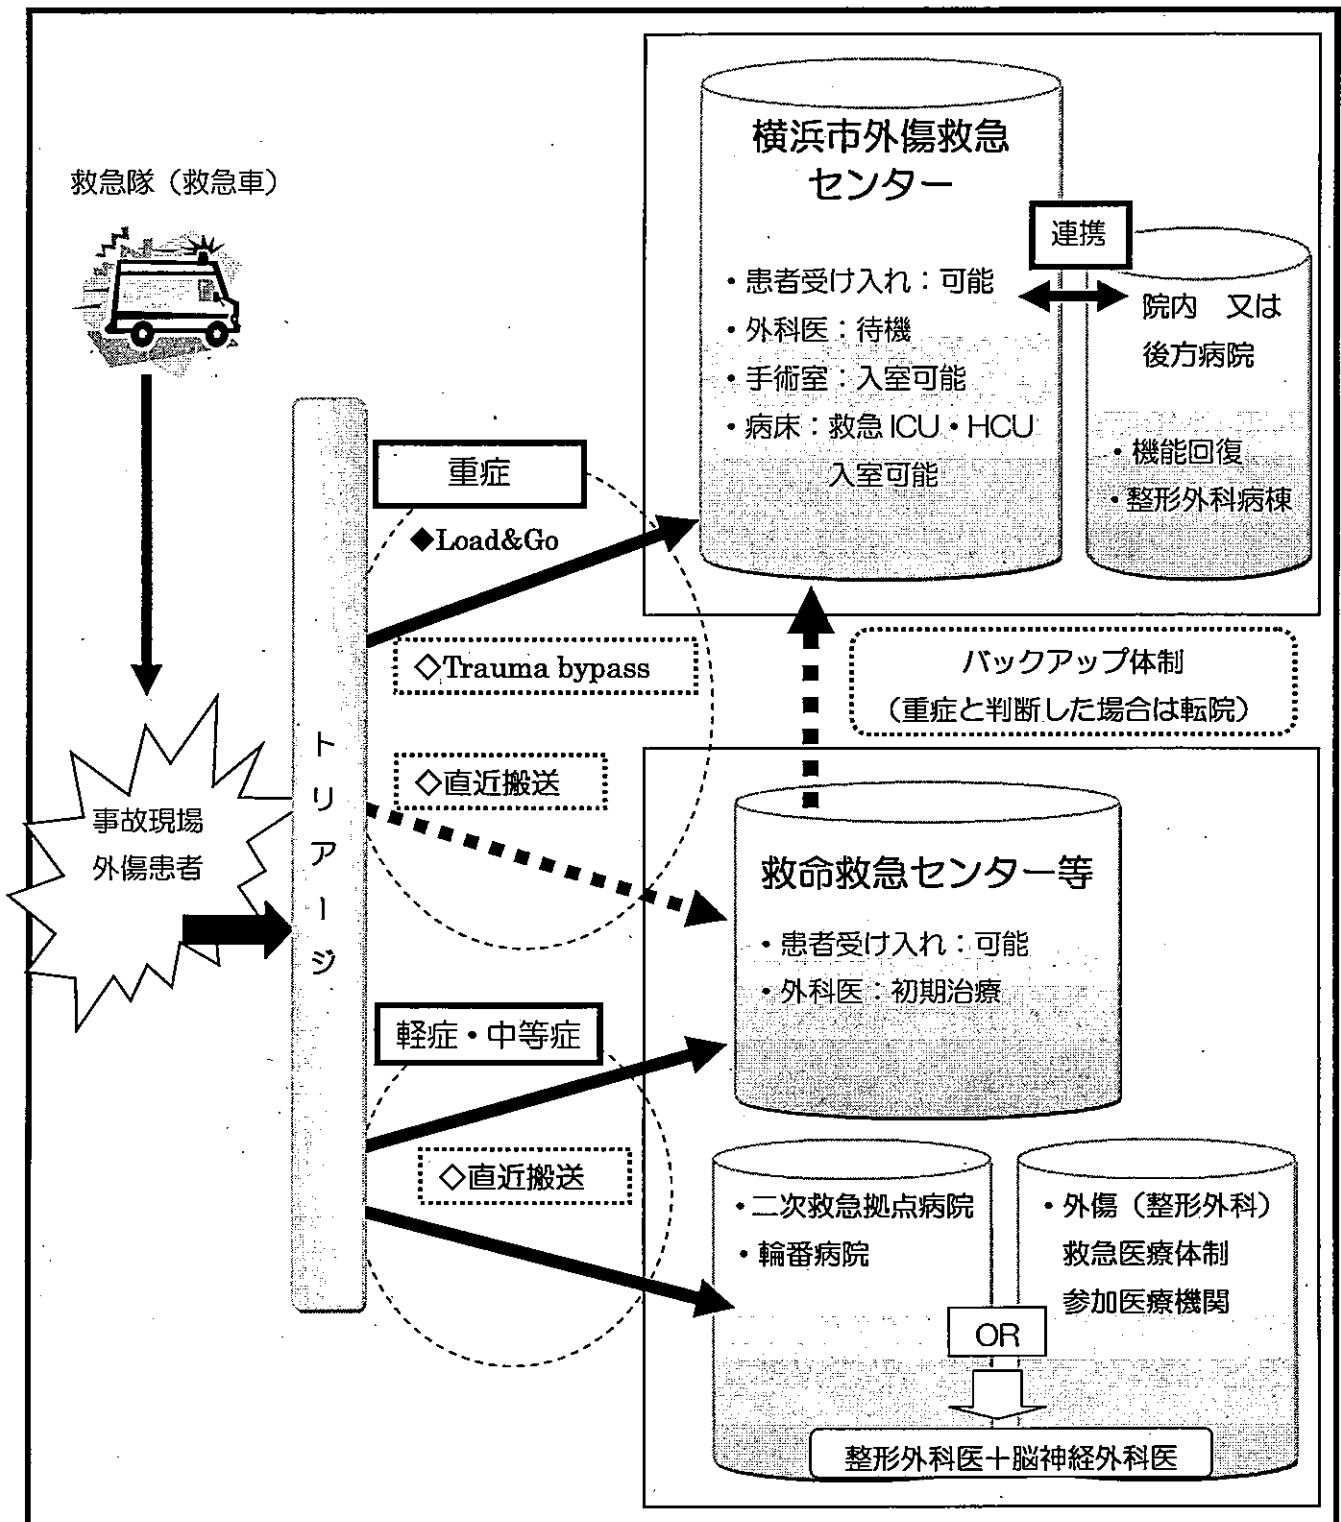 救急隊（救急車）
事故現場
外傷患者
トリアージ
重症
◆Load&Go
◇Trauma bypass
◇直近搬送
軽症・中等症
◇直近搬送
横浜市外傷救急
センター
・患者受け入れ：可能
・外科医：待機
・手術室：入室可能
・病床：救急ICU・HCU
入室可能
連携
院内　又は
後方病院
・機能回復
・整形外科病棟
バックアップ体制
（重症と判断した場合は転院）
救命救急センター等
・患者受け入れ：可能
・外科医：初期治療
・二次救急拠点病院
・輪番病院
・外傷（整形外科）
救急医療体制
参加医療機関
OR
整形外科医＋脳神経外科医